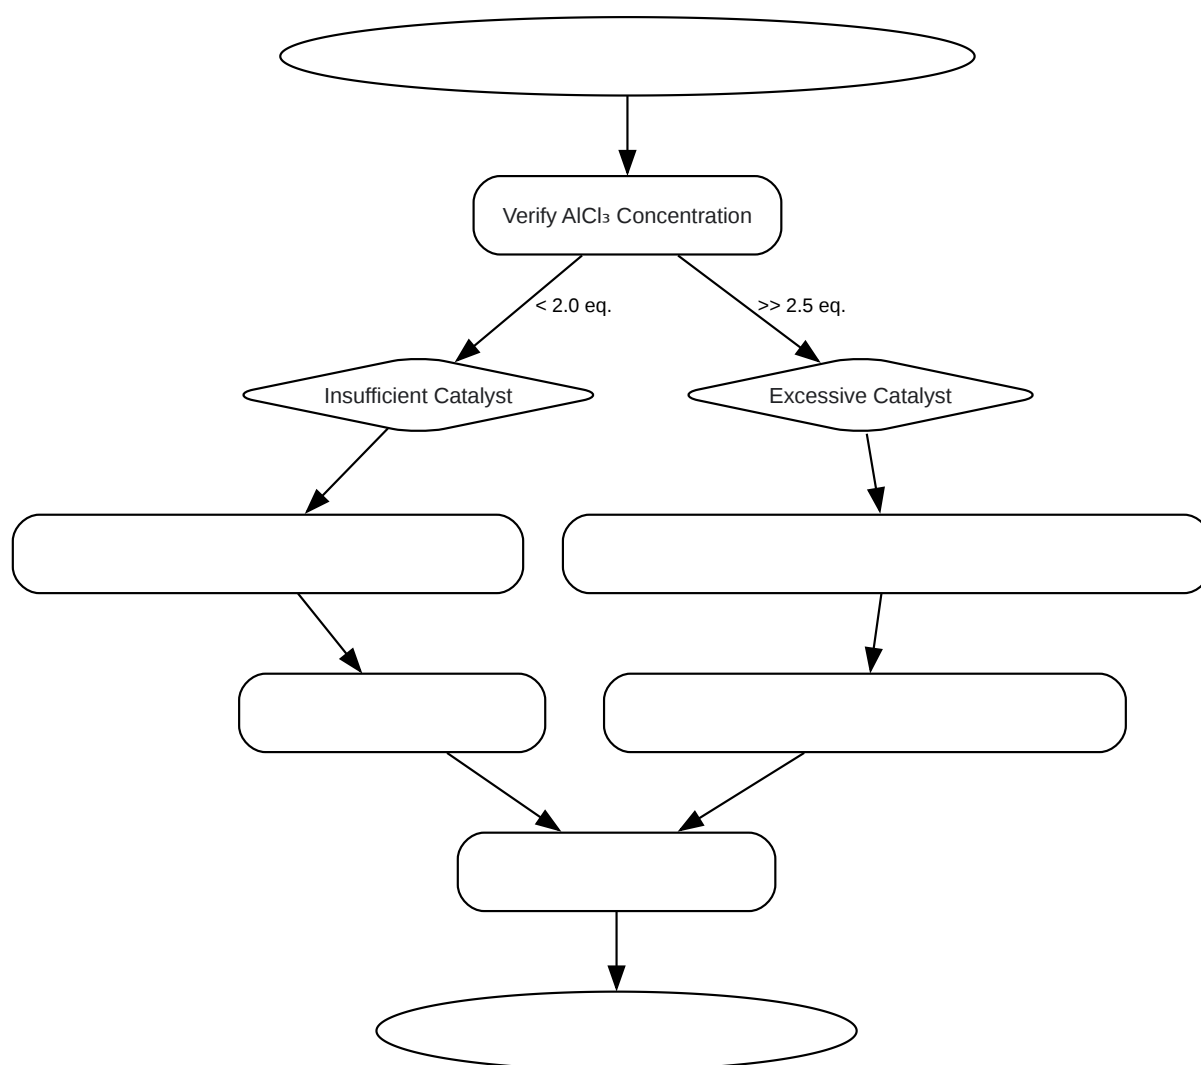 Verify AlCl₃ Concentration
< 2.0 eq.
>> 2.5 eq.
Insufficient Catalyst
Excessive Catalyst